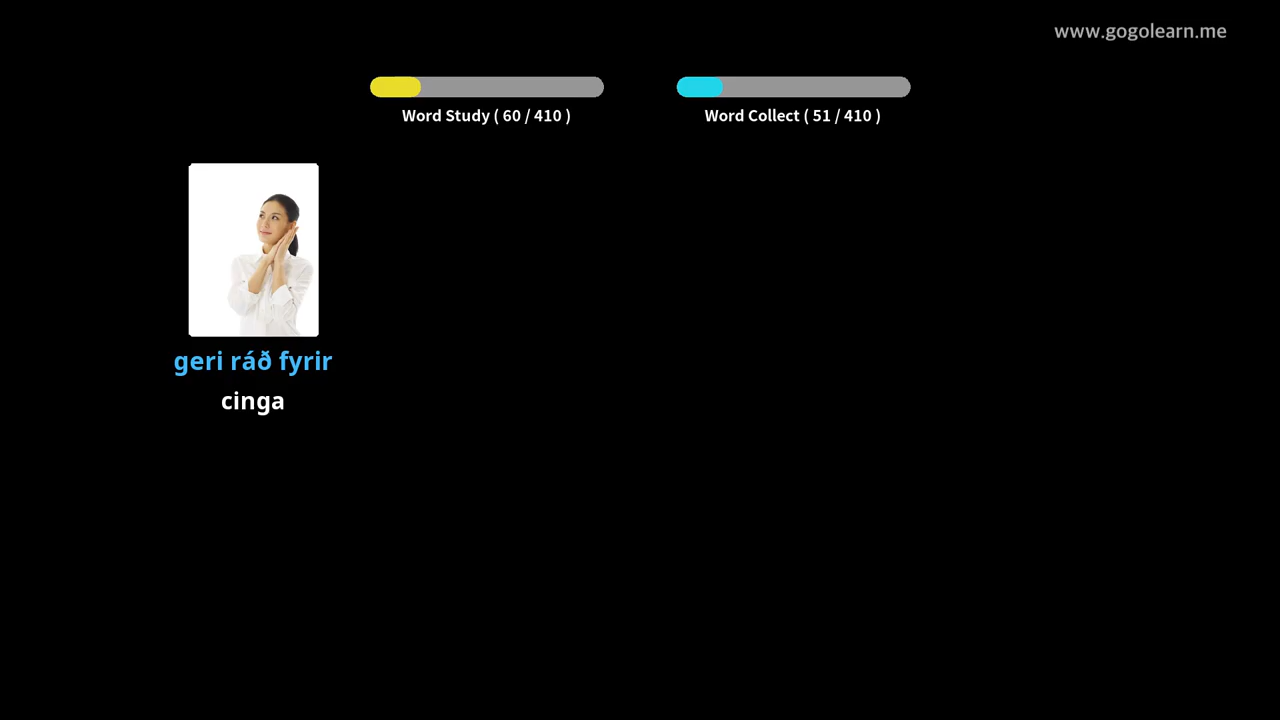 www.gogolearn.me
Word Study ( 60 / 410 )
Word Collect ( 51 / 410 )
geri ráð fyrir
cinga